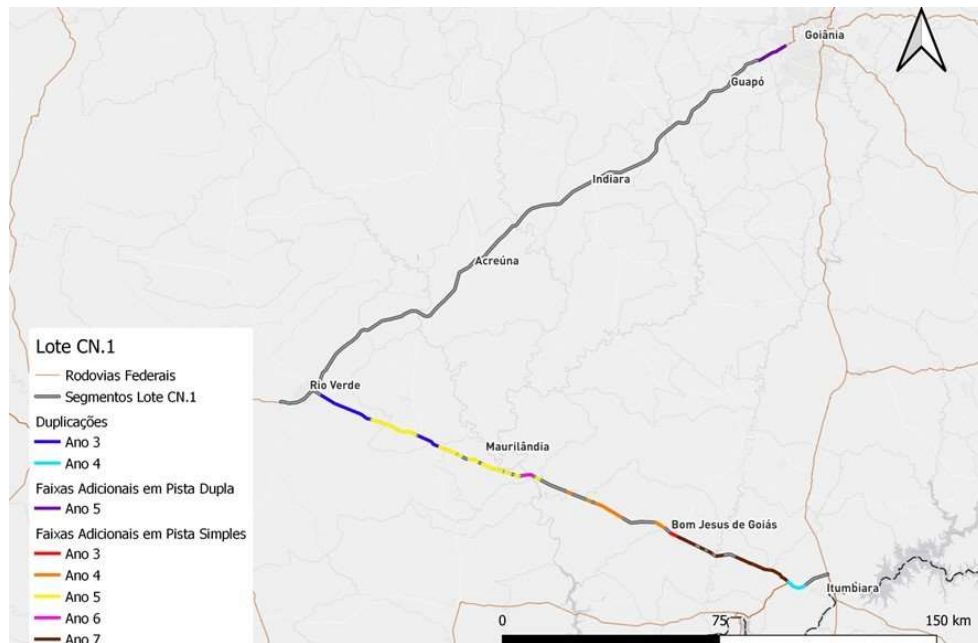 Goiânia
Guapó
Indiara
Acreúna
Rio Verde
Maurilândia
Bom Jesus de Goiás
Itumbiara
Lote CN.1
Rodovias Federais
Segmentos Lote CN.1
Duplicações
Ano 3
Ano 4
Faixas Adicionais em Pista Dupla
Ano 5
Faixas Adicionais em Pista Simples
Ano 3
Ano 4
Ano 5
Ano 6
Ano 7
0 75 150 km